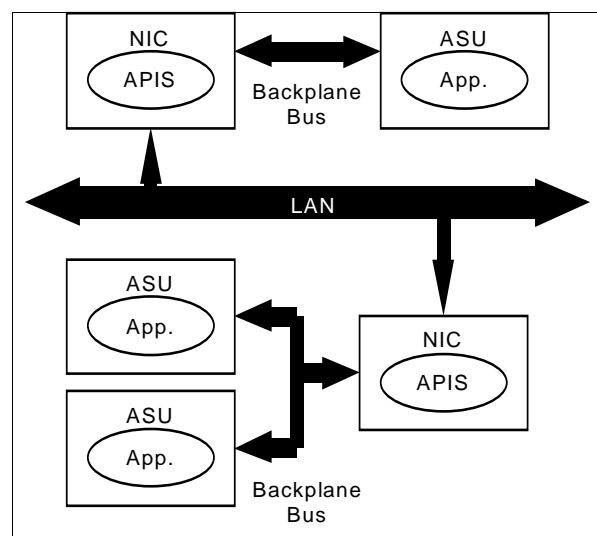 NIC
APIS
Backplane
Bus
ASU
App.
LAN
ASU
App.
NIC
APIS
ASU
App.
Backplane
Bus